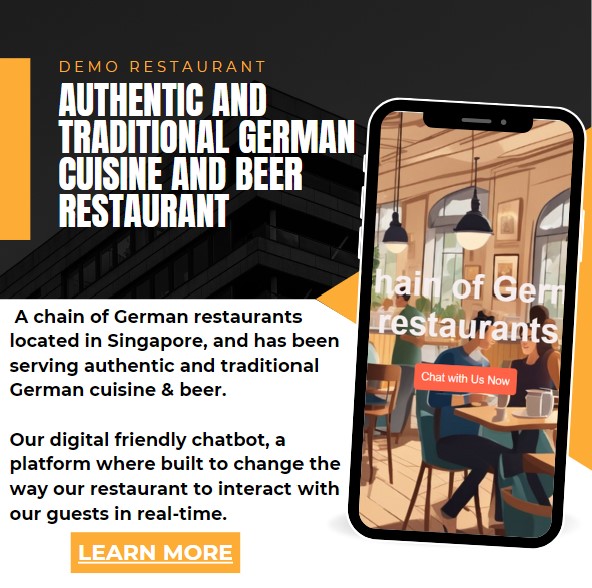 DEMO RESTAURANT
AUTHENTIC AND
TRADITIONAL GERMAN
CUISINE AND BEER
RESTAURANT
A chain of German restaurants
located in Singapore, and has been
serving authentic and traditional
German cuisine & beer.
Our digital friendly chatbot, a
platform where built to change the
way our restaurant to interact with
our guests in real-time.
LEARN MORE
hain of Gern
restaurants
Chat with Us Now